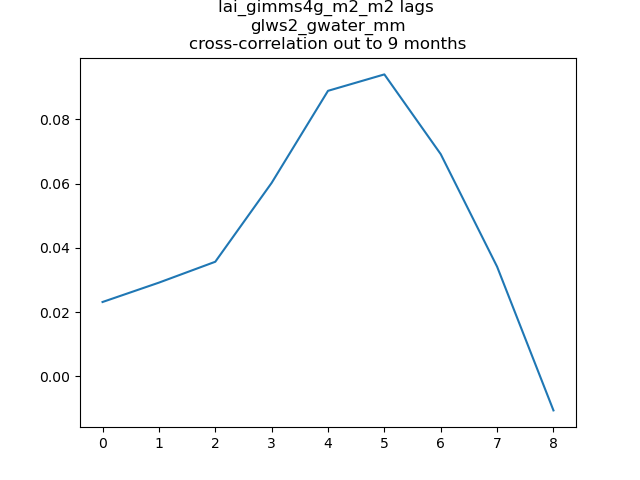 lai_gimms4g_m2_m2 lags
glws2_gwater_mm
cross-correlation out to 9 months
0.08
0.06
0.04
0.02
0.00
0 1 2 3 4 5 6 7 8